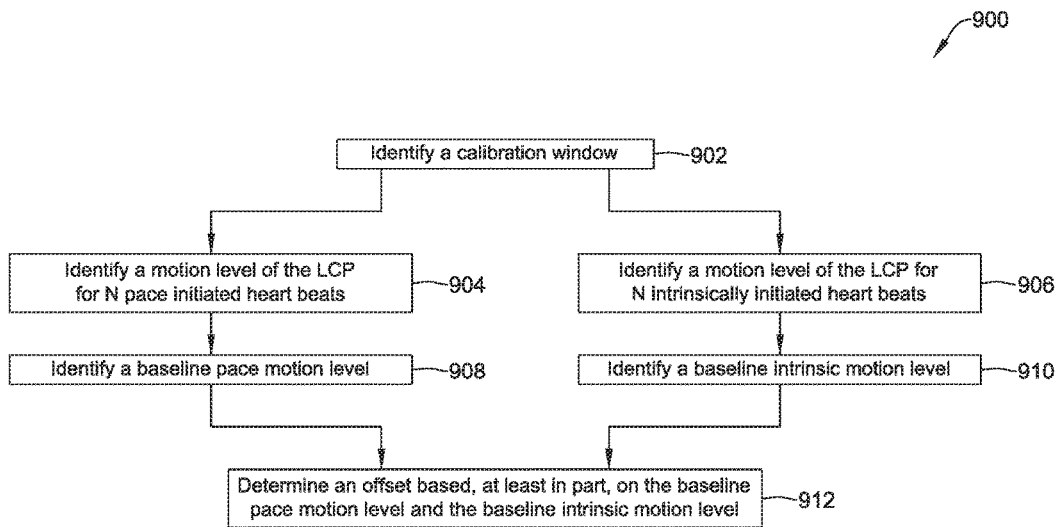 900
Identify a calibration window
902
Identify a motion level of the LCP
for N pace initiated heart beats
904
Identify a motion level of the LCP for
N intrinsically initiated heart beats
906
Identify a baseline pace motion level
908
Identify a baseline intrinsic motion level
910
Determine an offset based, at least in part, on the baseline
pace motion level and the baseline intrinsic motion level
912